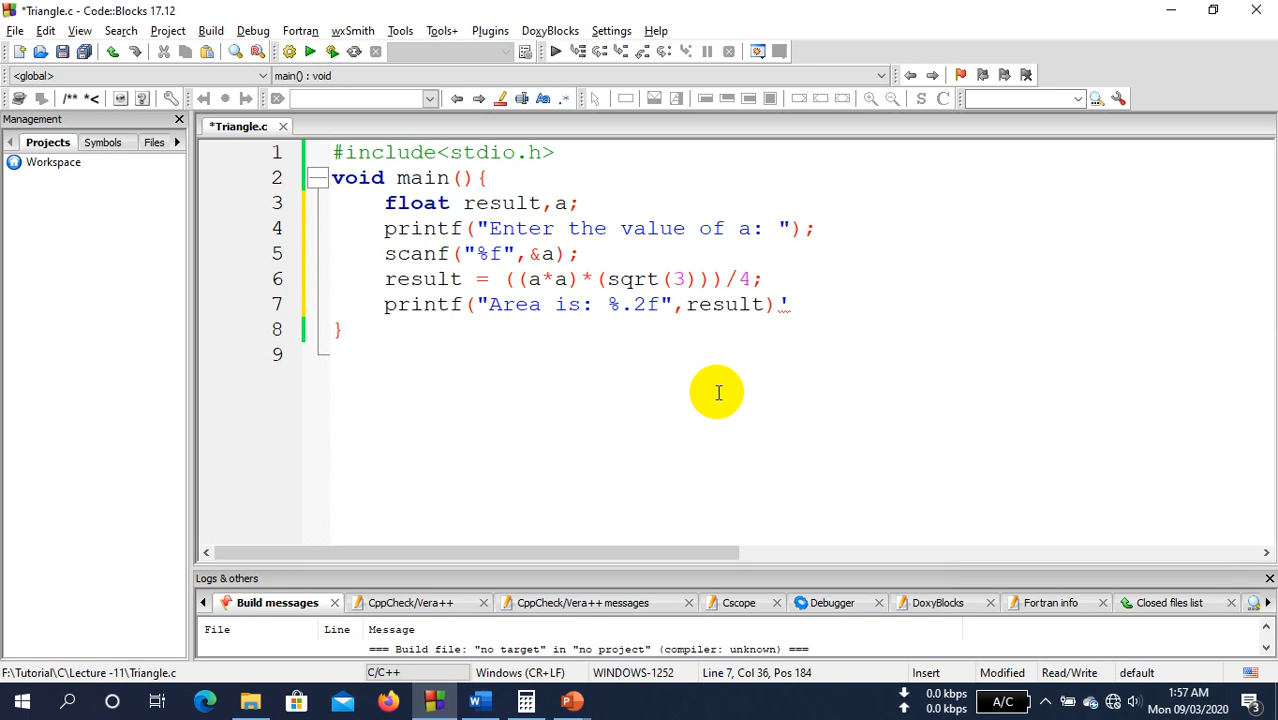 *Triangle.c - Code::Blocks 17.12
File Edit View Search Project Build Debug Fortran wxSmith Tools Tools+ Plugins DoxyBlocks Settings Help
<global> main() : void
/** *<
S C
Management
*Triangle.c
Projects Symbols Files
Workspace
1 #include<stdio.h>
2 void main(){
3 float result,a;
4 printf("Enter the value of a: ");
5 scanf("%f",&a);
6 result = ((a*a)*(sqrt(3)))/4;
7 printf("Area is: %.2f",result)'
8 }
9
Logs & others
Build messages CppCheck/Vera++ CppCheck/Vera++ messages Cscope Debugger DoxyBlocks Fortran info Closed files list
File Line Message
=== Build file: "no target" in "no project" (compiler: unknown) ===
F:\Tutorial\C\Lecture -11\Triangle.c C/C++ Windows (CR+LF) WINDOWS-1252 Line 7, Col 36, Pos 184 Insert Modified Read/Write default
0.0 kbps
0.0 kbps
A/C
1:57 AM
Mon 09/03/2020
3